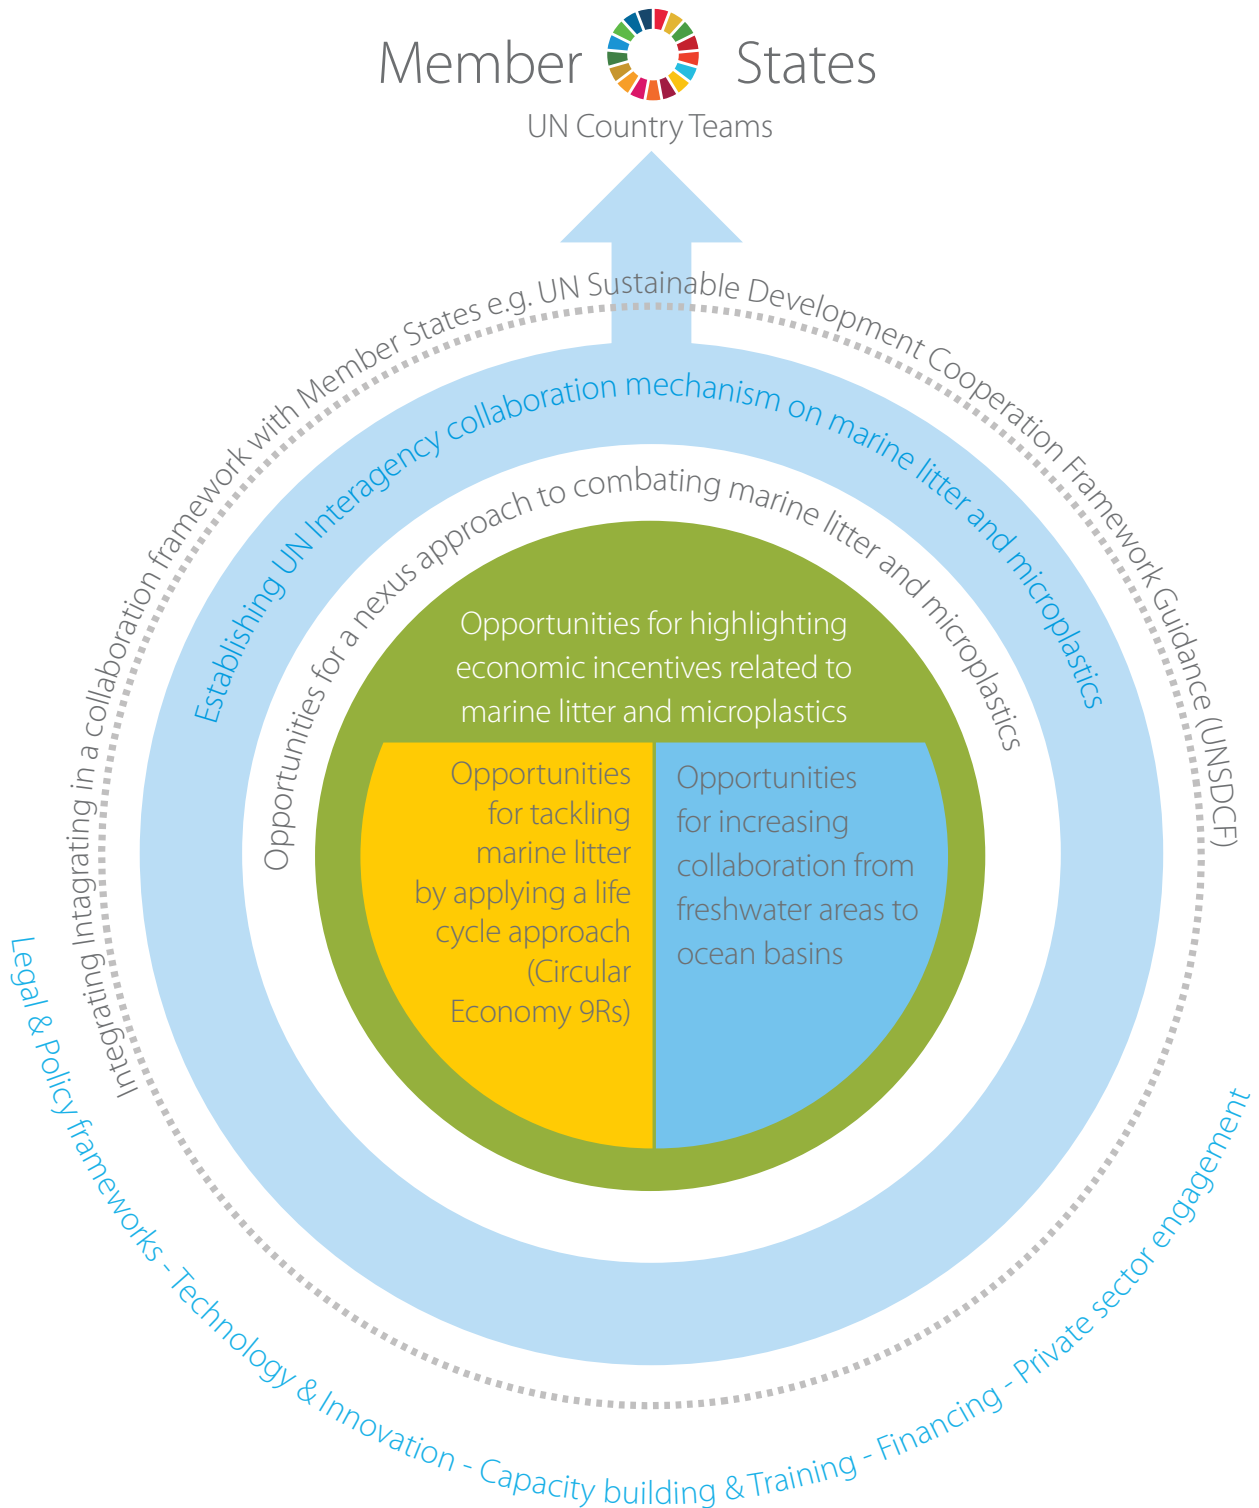 Member States
UN Country Teams
Integrating Intagrating in a collaboration framework with Member States e.g. UN Sustainable Development Cooperation Framework Guidance (UNSDCF)
Establishing UN Interagency collaboration mechanism on marine litter and microplastics
Opportunities for a nexus approach to combating marine litter and microplastics
Opportunities for highlighting
economic incentives related to
marine litter and microplastics
Opportunities
for tackling
marine litter
by applying a life
cycle approach
(Circular
Economy 9Rs)
Opportunities
for increasing
collaboration from
freshwater areas to
ocean basins
Legal & Policy frameworks - Technology & Innovation - Capacity building & Training - Financing - Private sector engagement